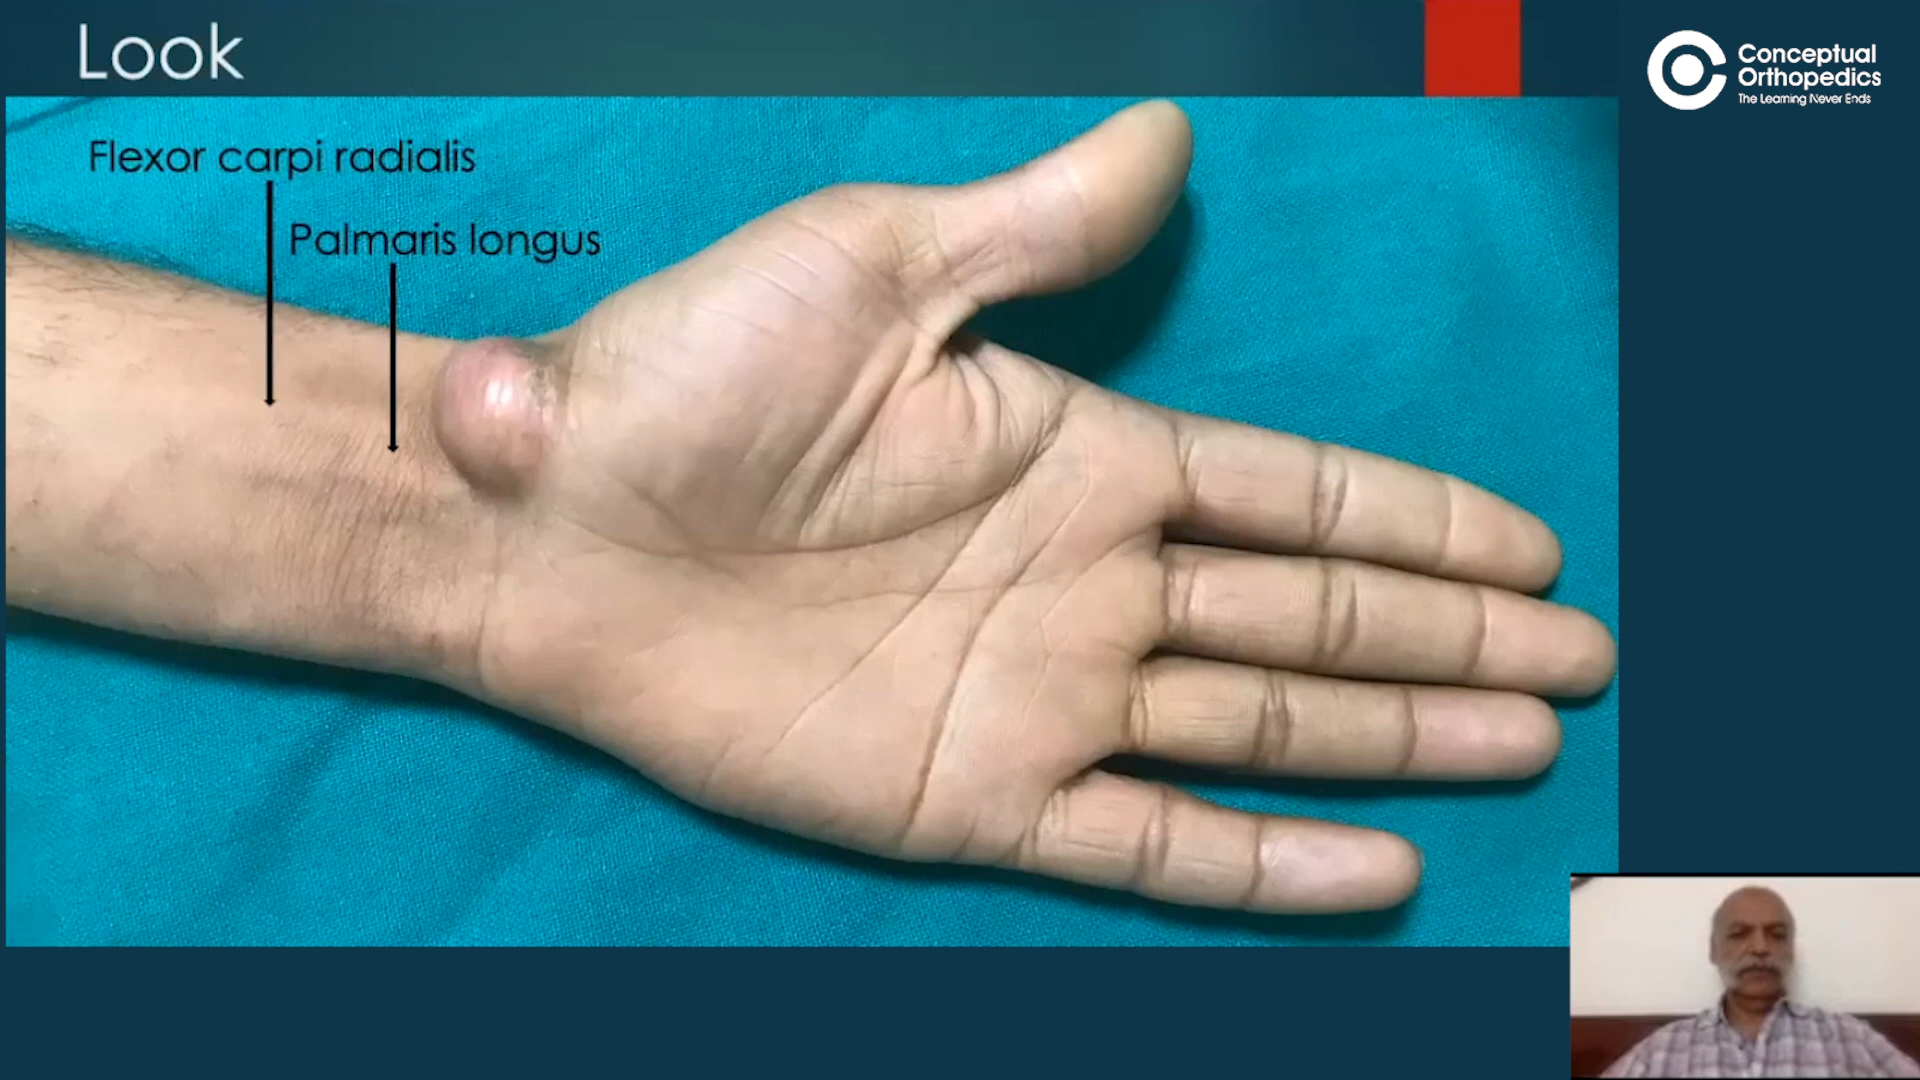 Look
Conceptual
Orthopedics
The Learning Never Ends
Flexor carpi radialis
Palmaris longus